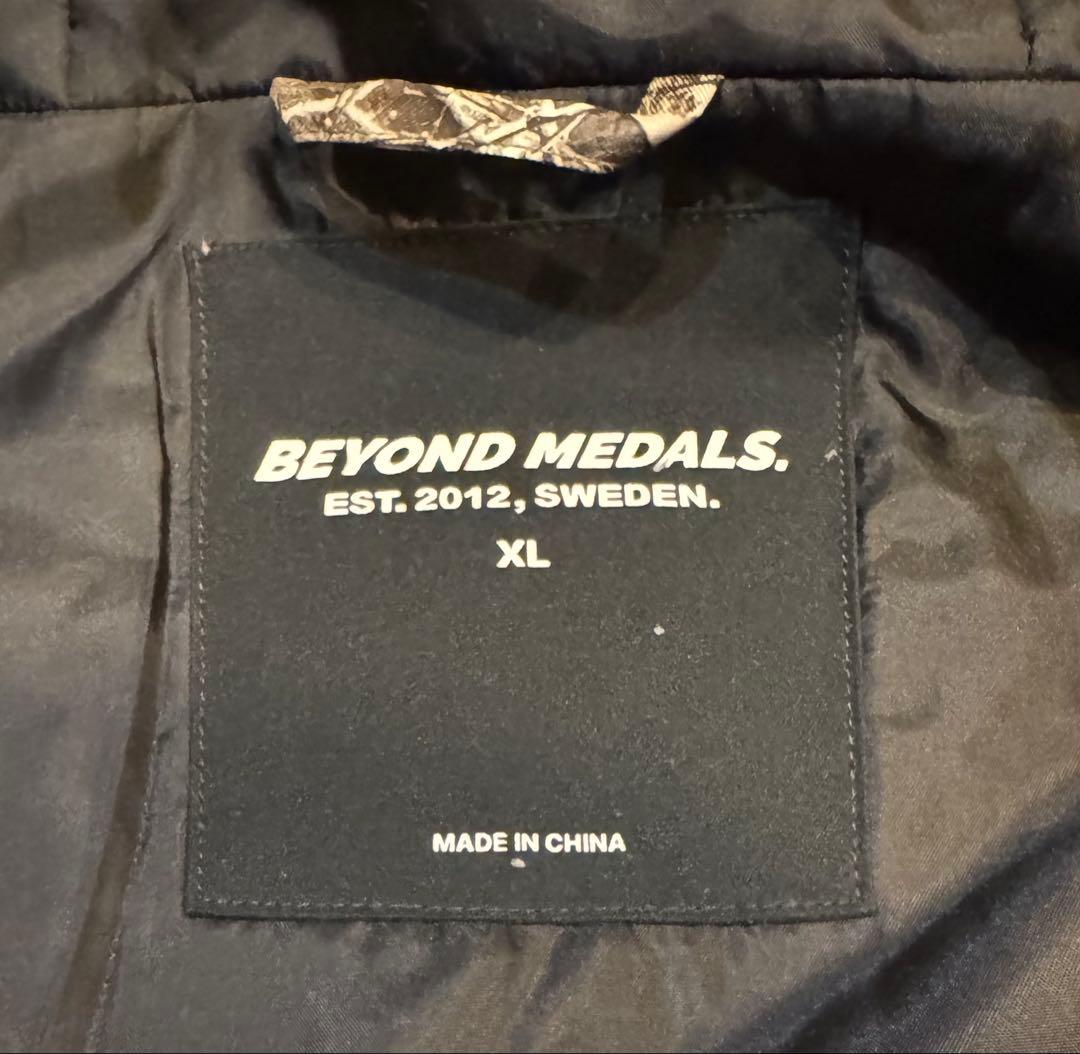 BEYOND MEDALS.
EST. 2012, SWEDEN.
XL
MADE IN CHINA